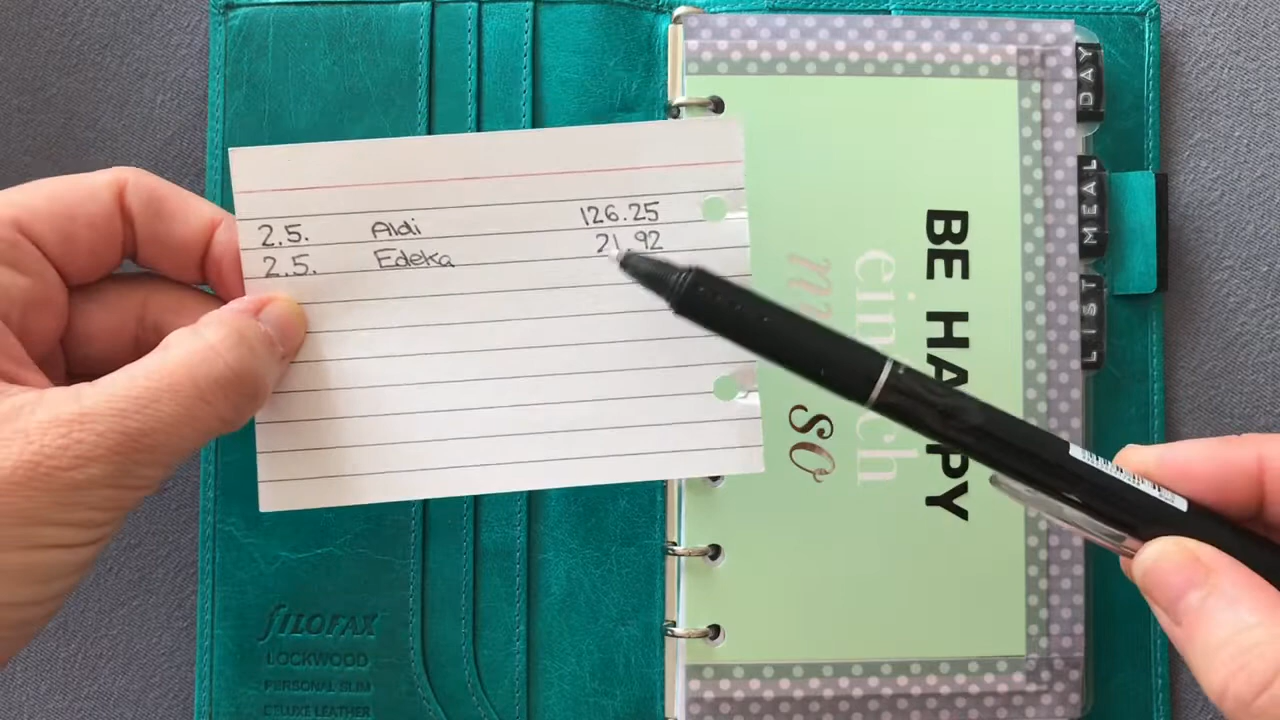 2.5. Aldi 126.25
2.5. Edeka 21.92
BE HAPPY
so
DAY
MEAL
LIST
filofax
LOCKWOOD
PERSONAL SLIM
DELUXE LEATHER